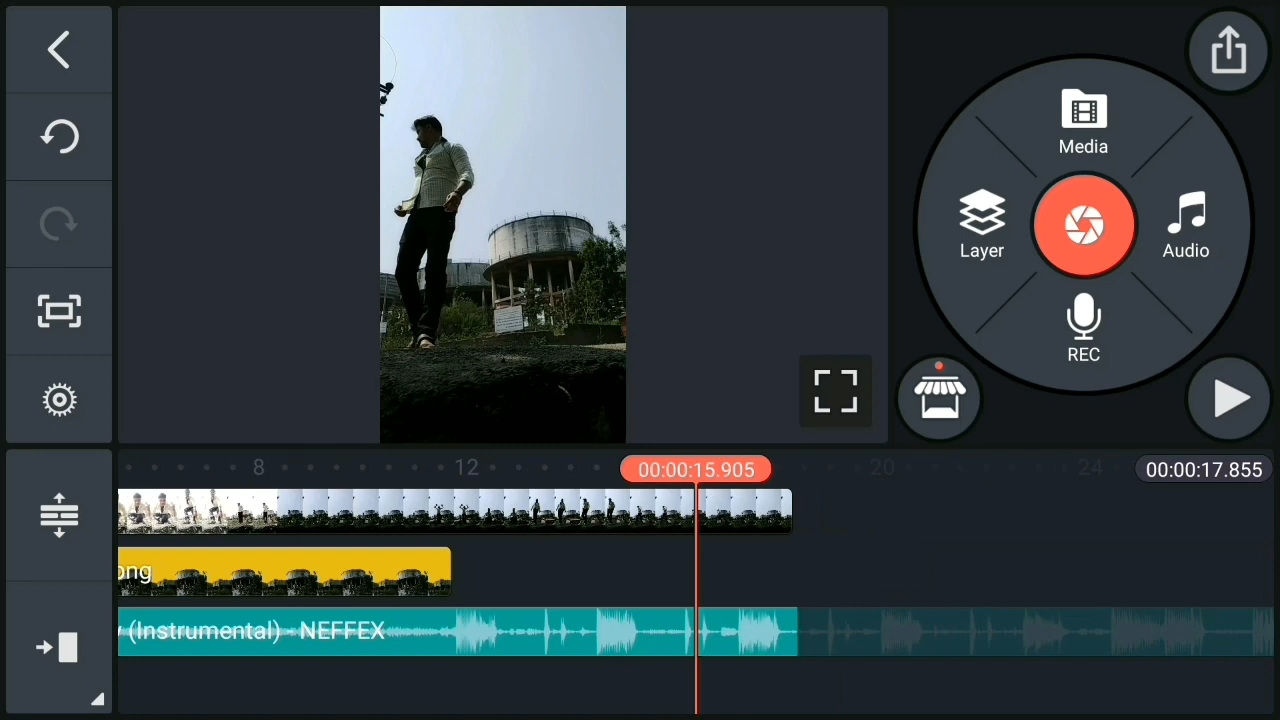 Media
Layer
Audio
REC
8
12
00:00:15.905
20
24
00:00:17.855
ong
(Instrumental) - NEFFEX